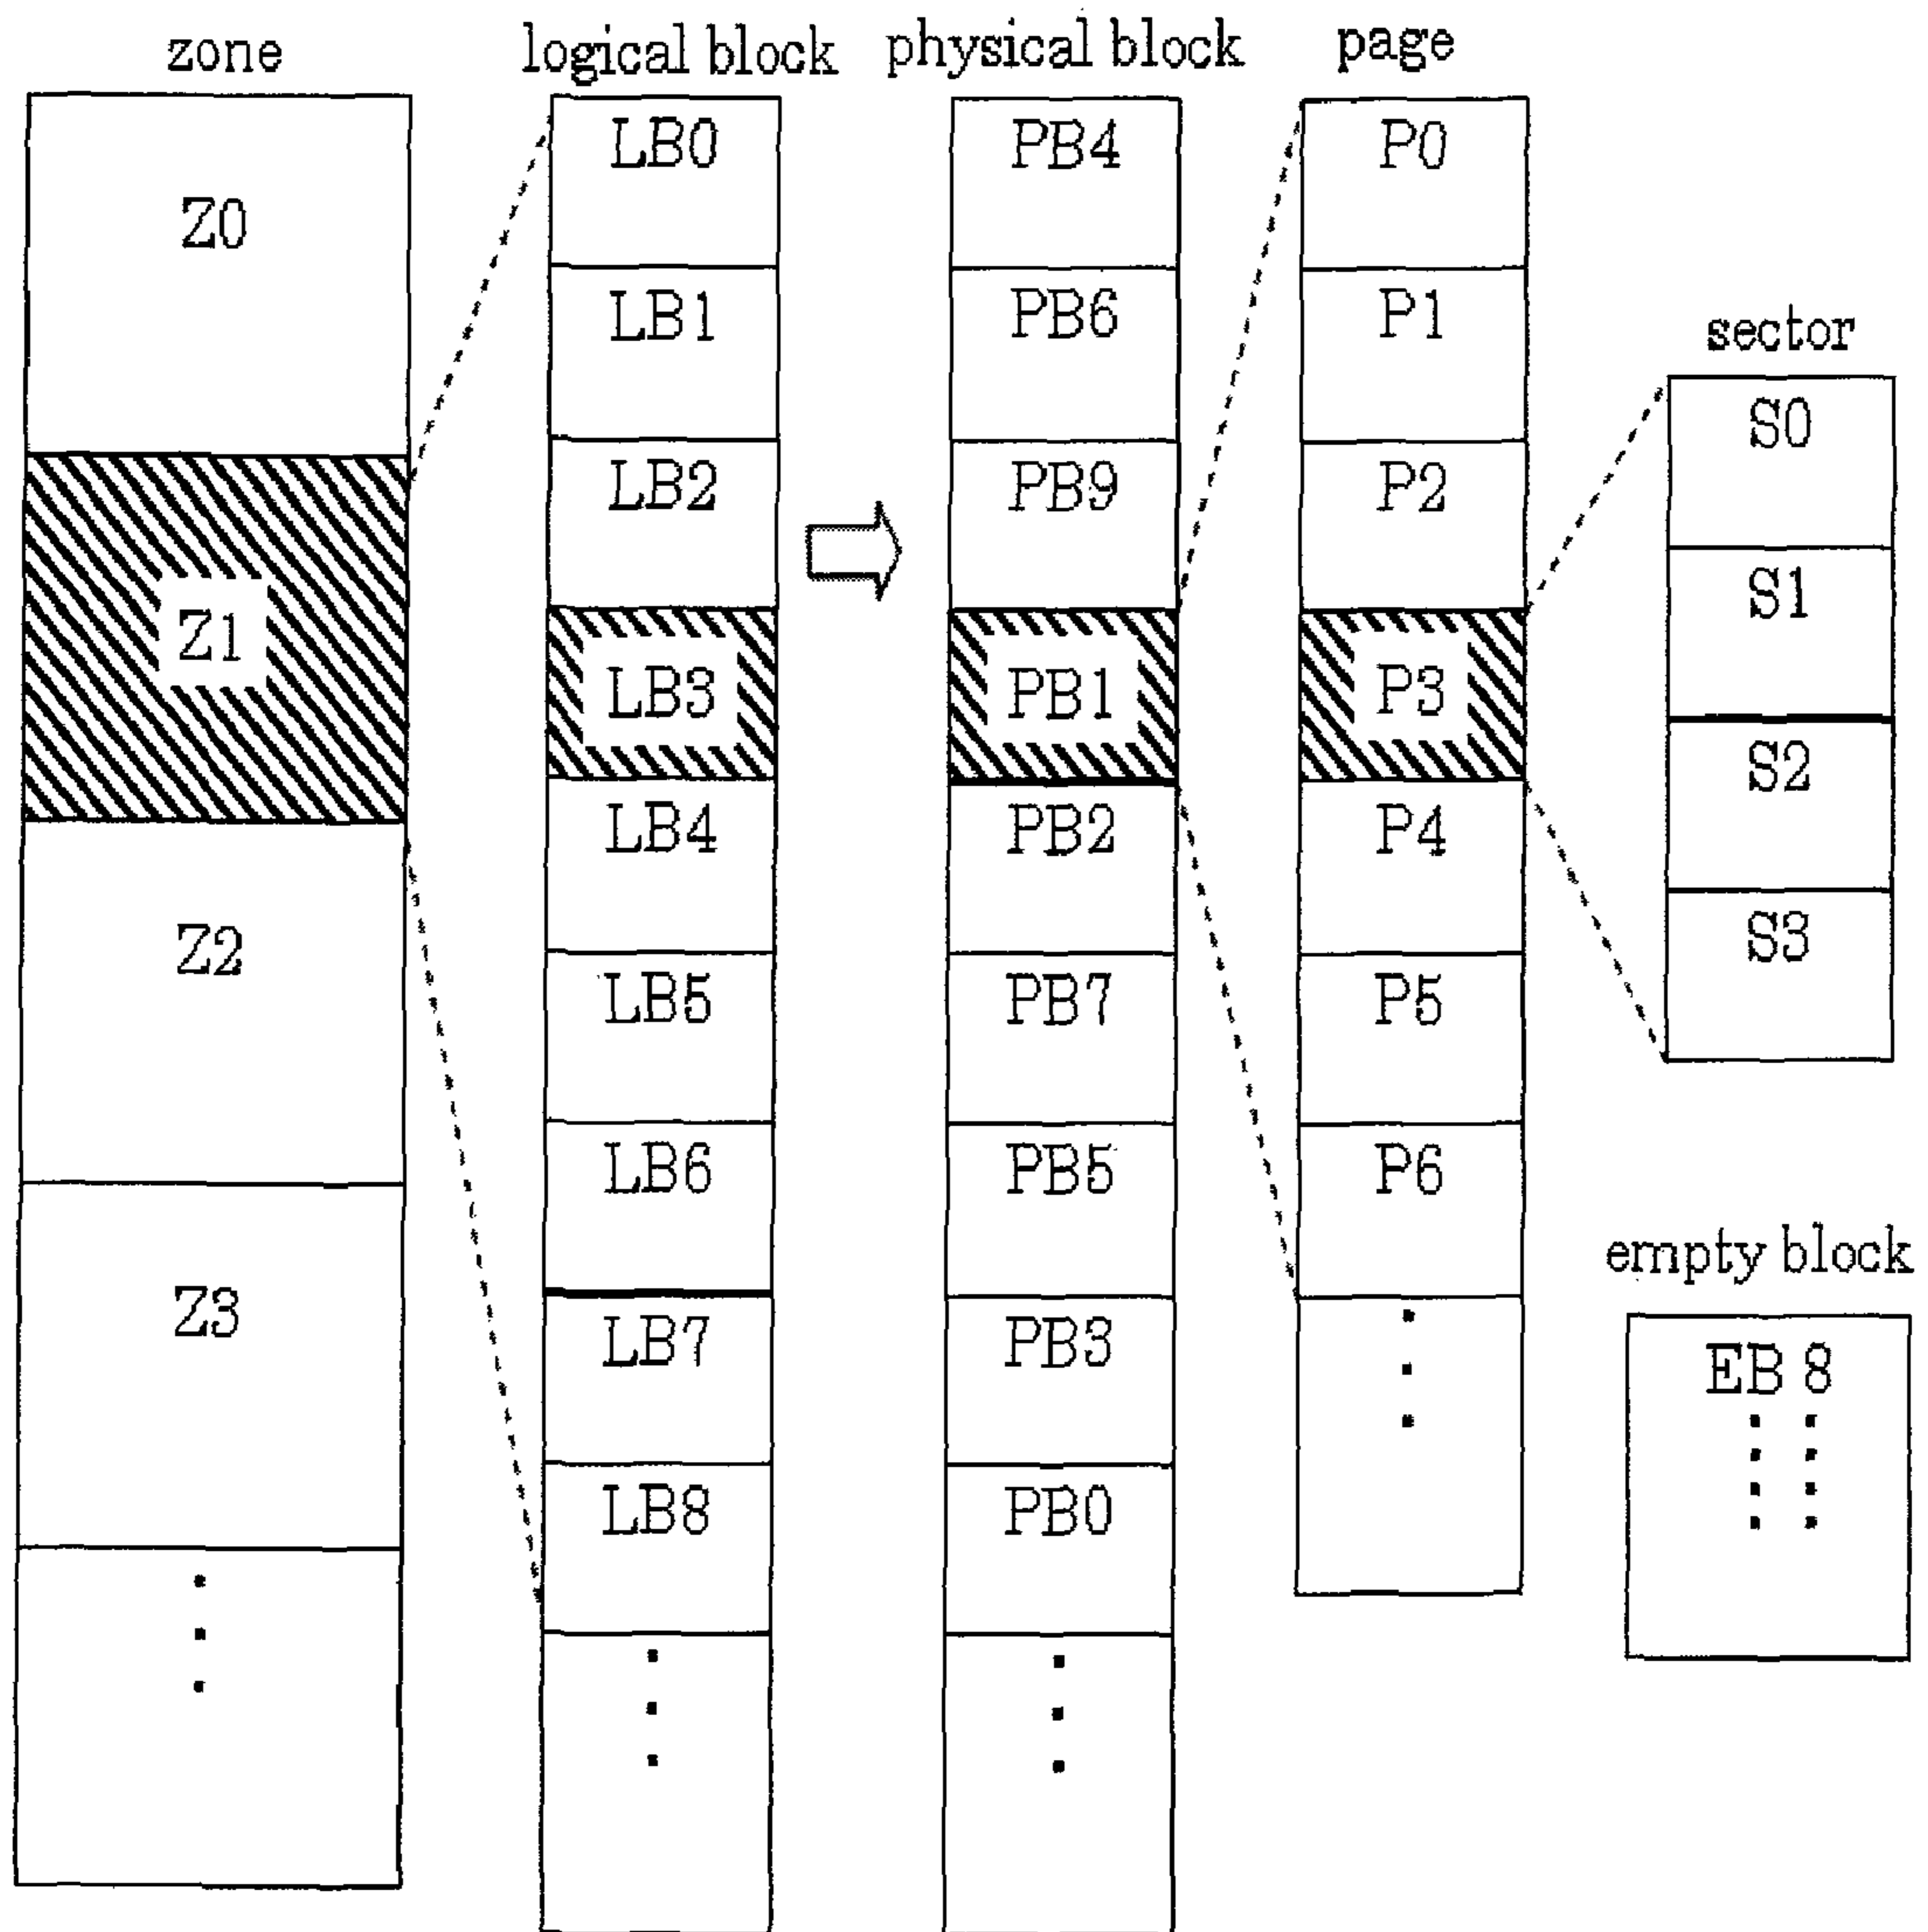 zone
Z0
Z1
Z2
Z3
logical block
LB0
LB1
LB2
LB3
LB4
LB5
LB6
LB7
LB8
physical block
PB4
PB6
PB9
PB1
PB2
PB7
PB5
PB3
PB0
page
P0
P1
P2
P3
P4
P5
P6
sector
S0
S1
S2
S3
empty block
EB 8